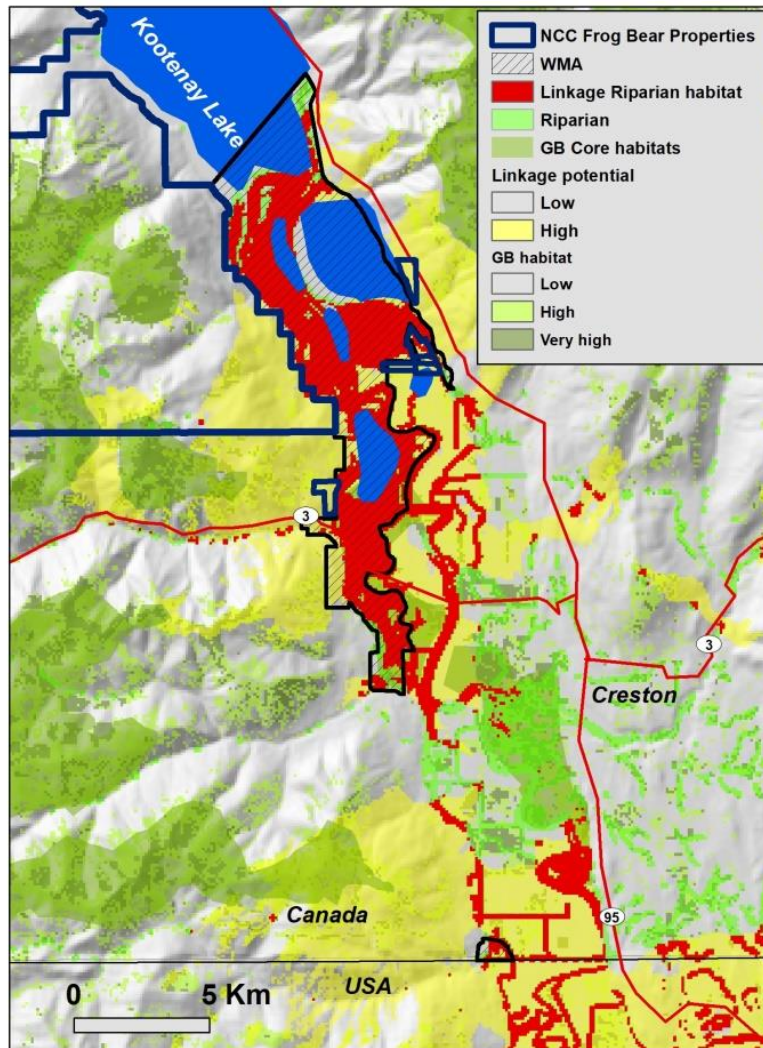 Kootenay Lake
NCC Frog Bear Properties
WMA
Linkage Riparian habitat
Riparian
GB Core habitats
Linkage potential
Low
High
GB habitat
Low
High
Very high
3
3
Creston
Canada
95
USA
0 5 Km